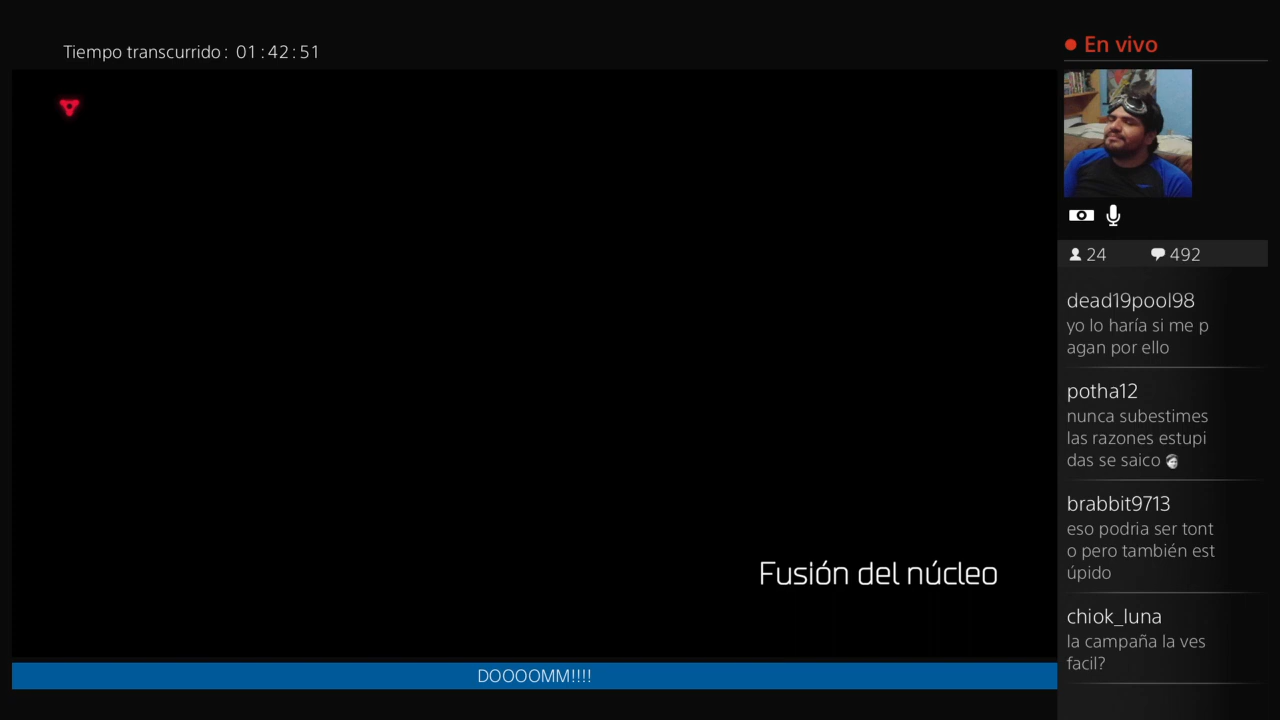 Tiempo transcurrido: 01:42:51
En vivo
24
492
dead19pool98
yo lo haría si me p
agan por ello
potha12
nunca subestimes
las razones estupi
das se saico
brabbit9713
eso podria ser tont
o pero también est
úpido
chiok_luna
la campaña la ves
facil?
Fusión del núcleo
DOOOOMM!!!!